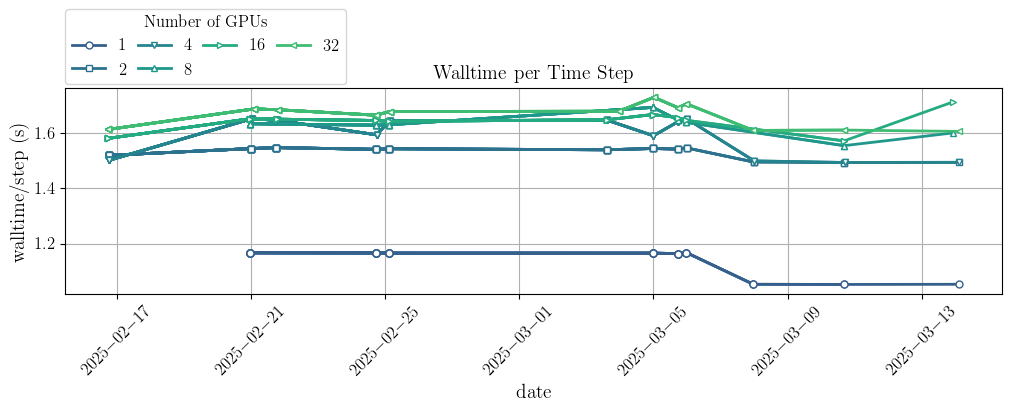 Number of GPUs
1 4 16 32
2 8
Walltime per Time Step
walltime/step (s)
1.6
1.4
1.2
2025−02−17 2025−02−21 2025−02−25 2025−03−01 2025−03−05 2025−03−09 2025−03−13
date